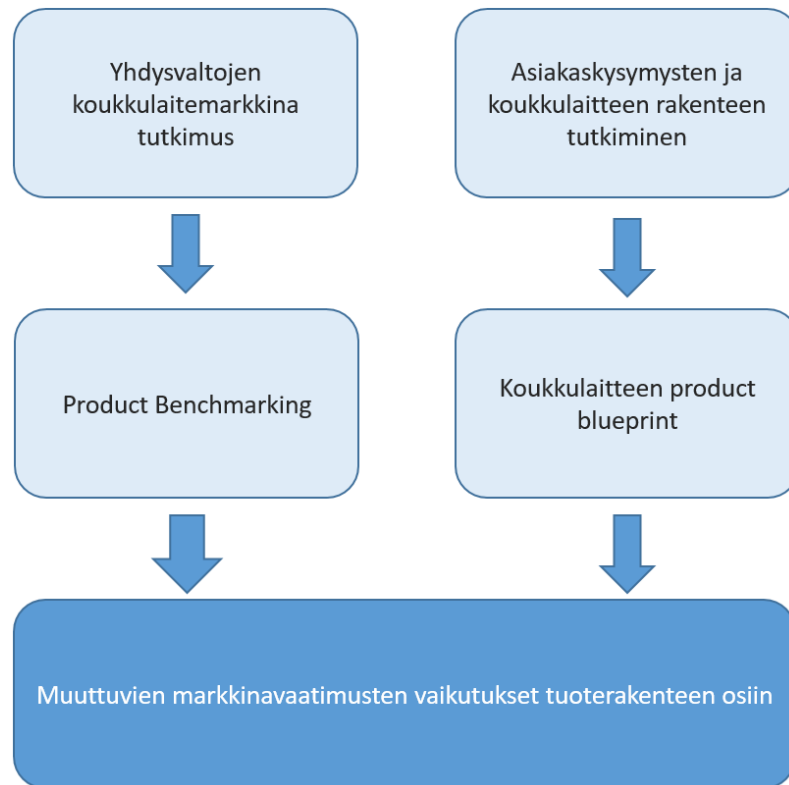 Yhdysvaltojen
koukkulaitemarkkina
tutkimus
Asiakaskysymysten ja
koukkulaitteen rakenteen
tutkiminen
Product Benchmarking
Koukkulaitteen product
blueprint
Muuttuvien markkinavaatimusten vaikutukset tuoterakenteen osiin